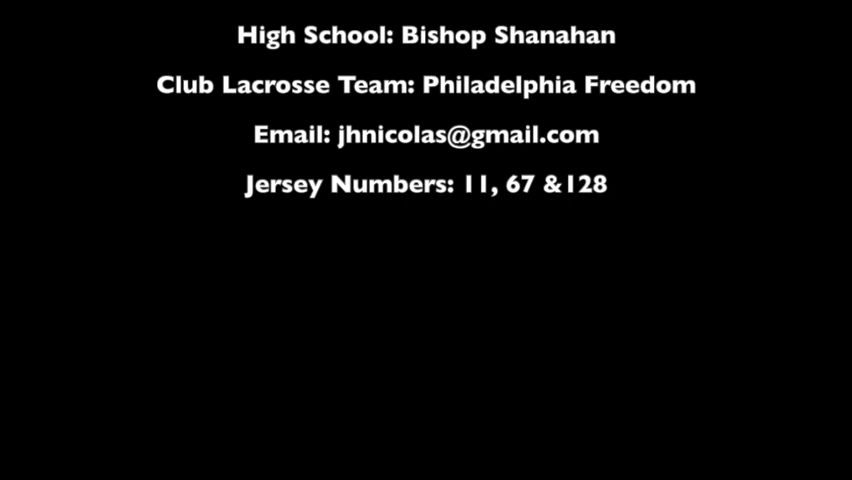 High School: Bishop Shanahan
Club Lacrosse Team: Philadelphia Freedom
Email: jhnicolas@gmail.com
Jersey Numbers: 11, 67 &128